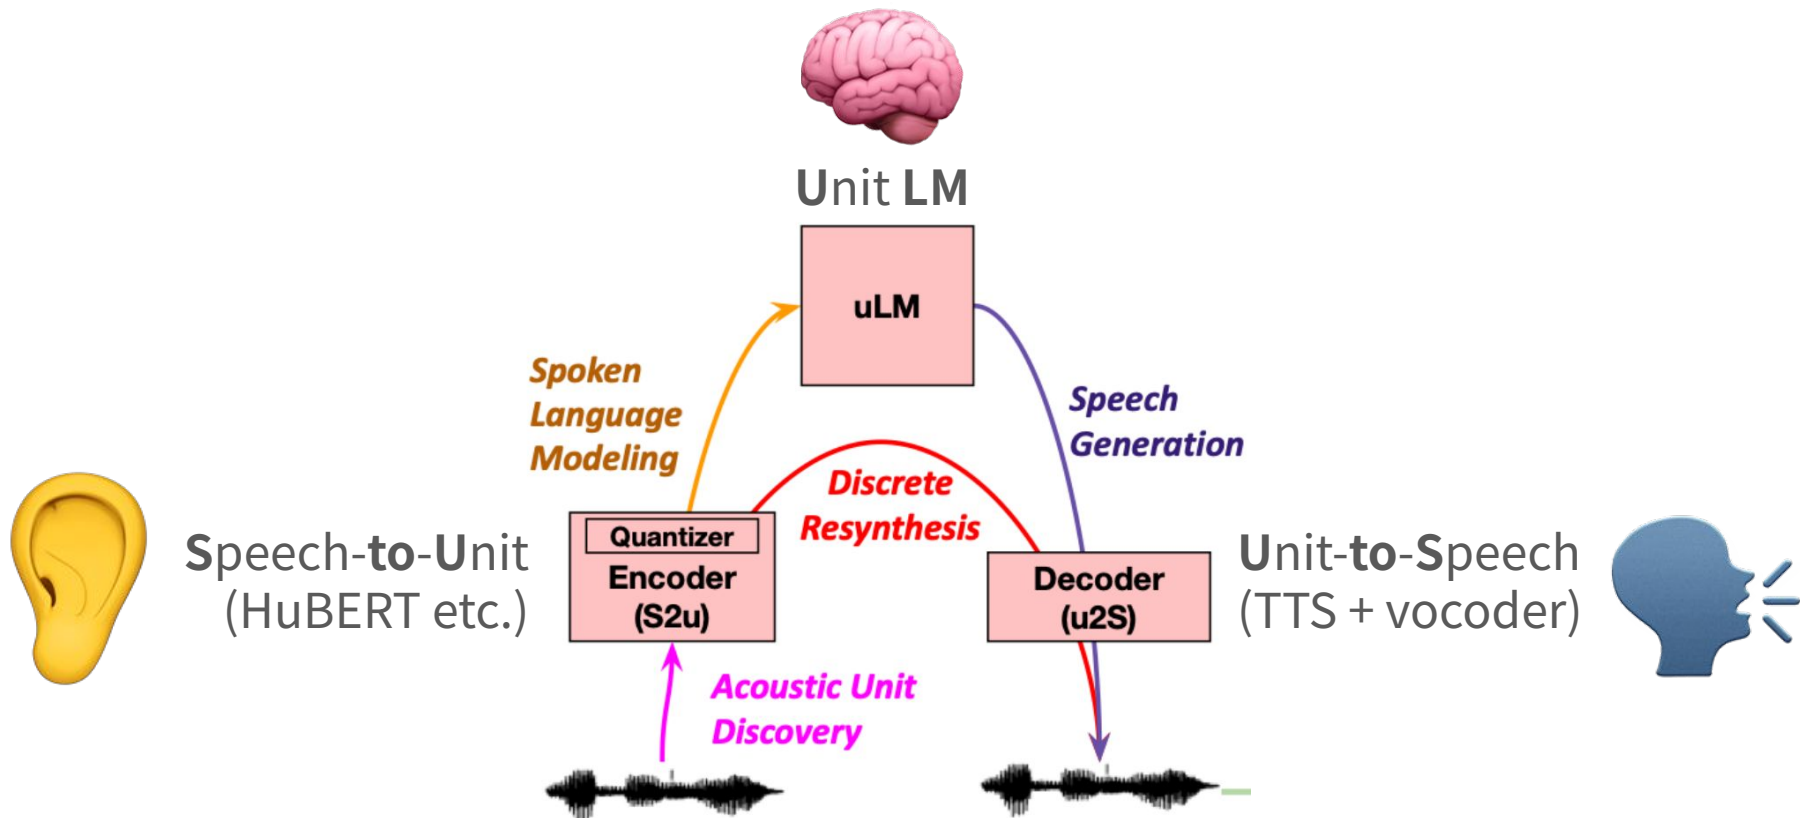 Unit LM
uLM
Spoken
Language
Modeling
Speech
Generation
Discrete
Resynthesis
Speech-to-Unit
(HuBERT etc.)
Quantizer
Encoder
(S2u)
Decoder
(u2S)
Unit-to-Speech
(TTS + vocoder)
Acoustic Unit
Discovery